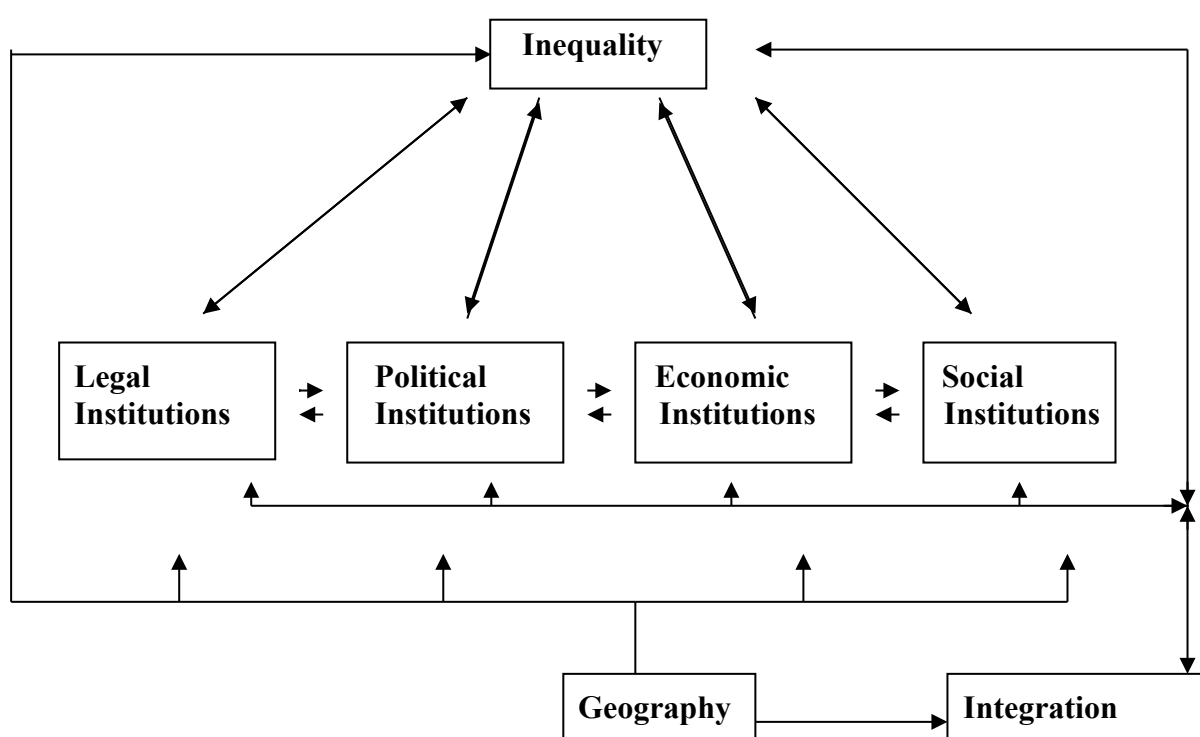 Inequality
Legal
Institutions
Political
Institutions
Economic
Institutions
Social
Institutions
Geography
Integration